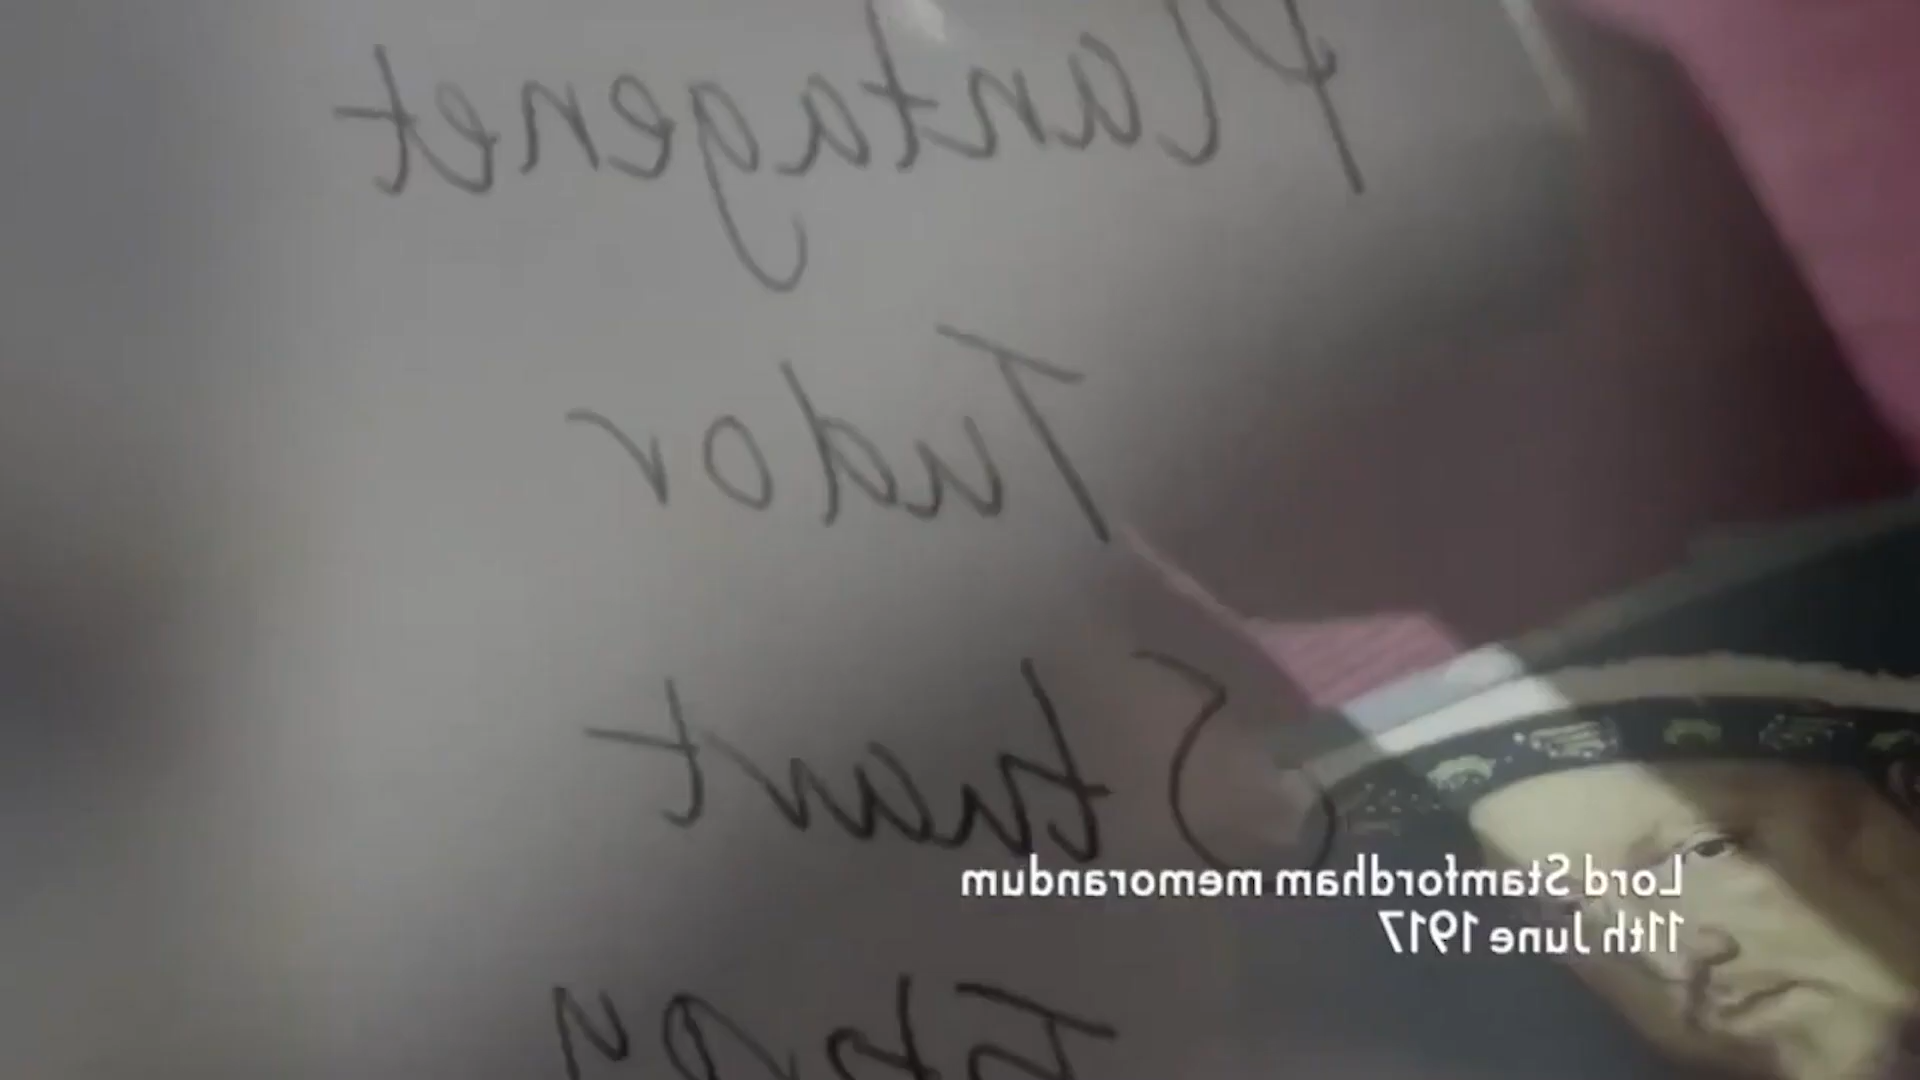 Plantagenet
Tudor
Stuart
Lord Stamfordham memorandum
11th June 1917